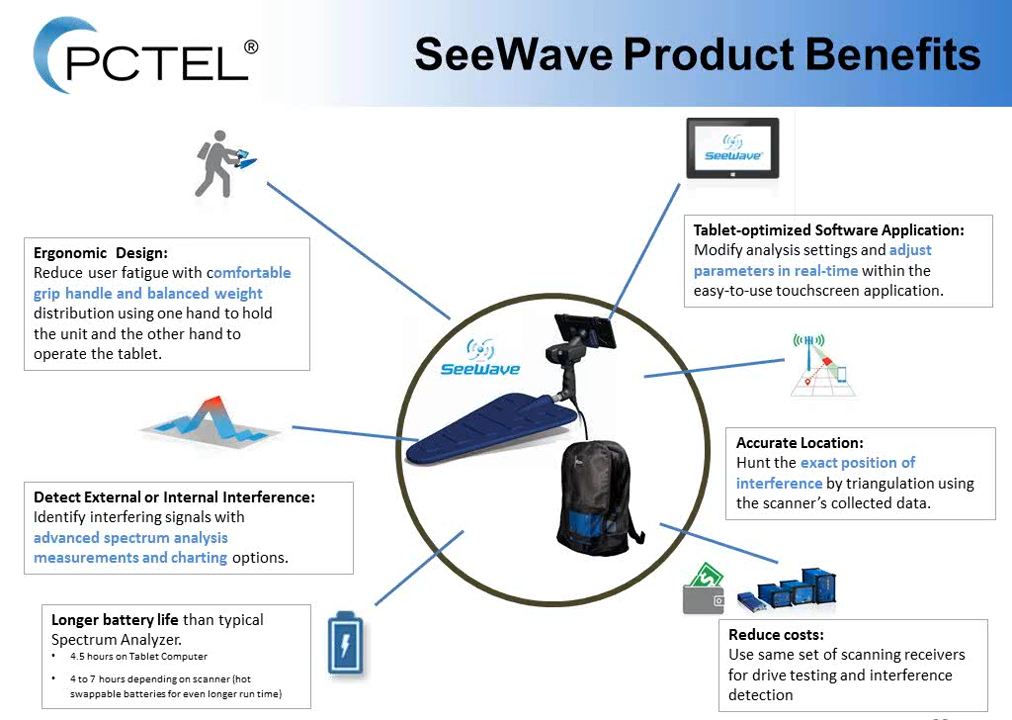 PCTEL®
SeeWave Product Benefits
SeeWave
Ergonomic Design:
Reduce user fatigue with comfortable
grip handle and balanced weight
distribution using one hand to hold
the unit and the other hand to
operate the tablet.
Tablet-optimized Software Application:
Modify analysis settings and adjust
parameters in real-time within the
easy-to-use touchscreen application.
SeeWave
Detect External or Internal Interference:
Identify interfering signals with
advanced spectrum analysis
measurements and charting options.
Accurate Location:
Hunt the exact position of
interference by triangulation using
the scanner's collected data.
Longer battery life than typical
Spectrum Analyzer.
• 4.5 hours on Tablet Computer
• 4 to 7 hours depending on scanner (hot
swappable batteries for even longer run time)
$
Reduce costs:
Use same set of scanning receivers
for drive testing and interference
detection